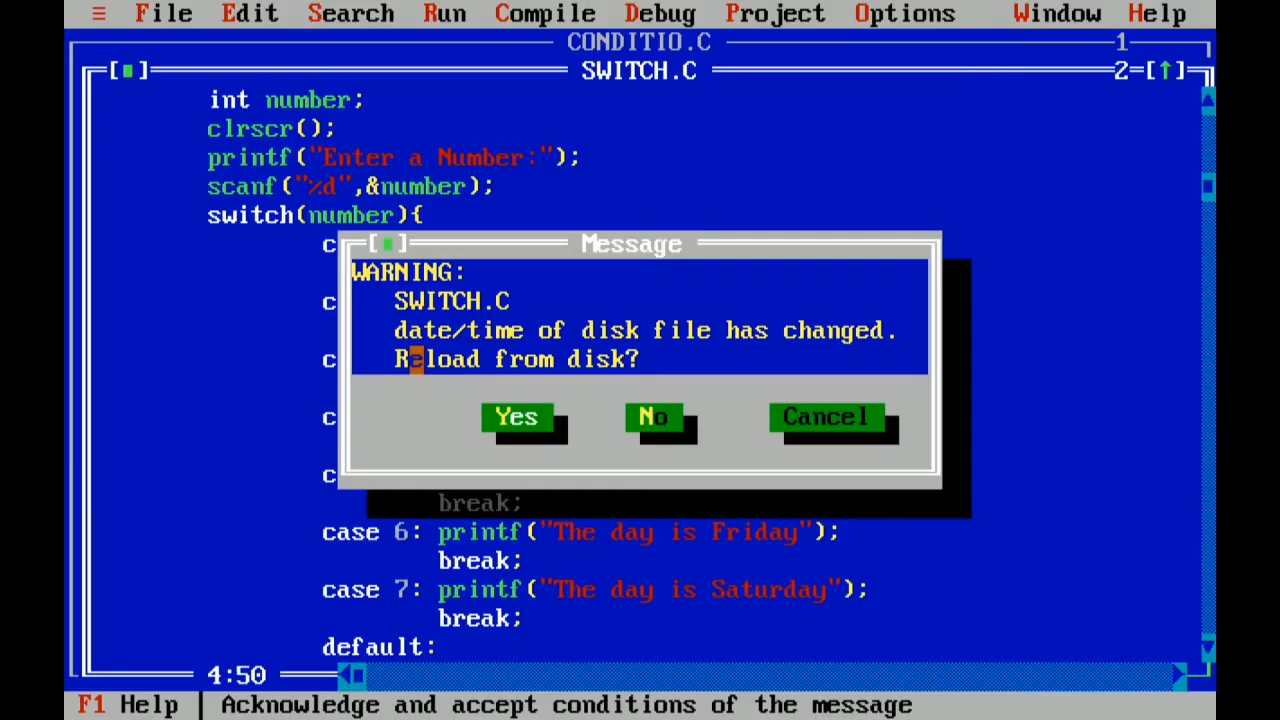 ≡ File Edit Search Run Compile Debug Project Options Window Help
CONDITIO.C 1
[■] SWITCH.C 2=[↑]
int number;
clrscr();
printf("Enter a Number:");
scanf("%d",&number);
switch(number){
c
[■] Message
WARNING:
c SWITCH.C
date/time of disk file has changed.
c Reload from disk?
c Yes No Cancel
c
break;
case 6: printf("The day is Friday");
break;
case 7: printf("The day is Saturday");
break;
default:
4:50
F1 Help | Acknowledge and accept conditions of the message